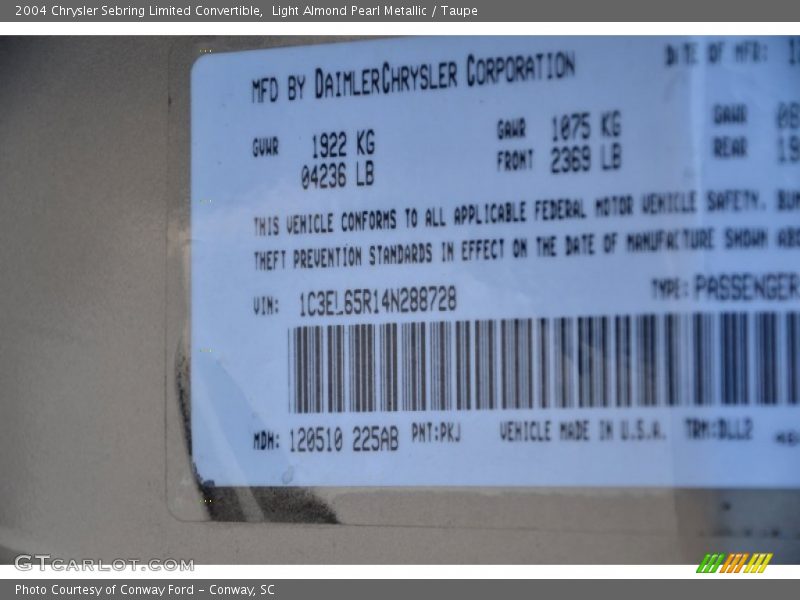 2004 Chrysler Sebring Limited Convertible, Light Almond Pearl Metallic / Taupe
MFD BY DAIMLERCHRYSLER CORPORATION DATE OF MFR:
GVWR 1922 KG GAWR 1075 KG GAWR
04236 LB FRONT 2369 LB REAR
THIS VEHICLE CONFORMS TO ALL APPLICABLE FEDERAL MOTOR VEHICLE SAFETY,
THEFT PREVENTION STANDARDS IN EFFECT ON THE DATE OF MANUFACTURE SHOWN
VIN: 1C3EL65R14N288728 TYPE: PASSENGER
MDH: 120510 225AB PNT:PKJ VEHICLE MADE IN U.S.A. TRM:DLL2
GTCARLOT.COM
Photo Courtesy of Conway Ford - Conway, SC